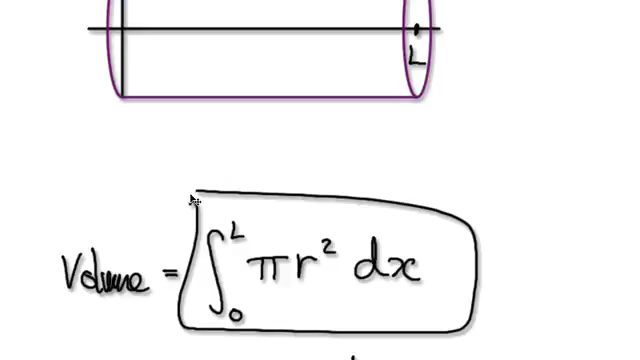 L
Volume = ∫₀ᴸ πr² dx